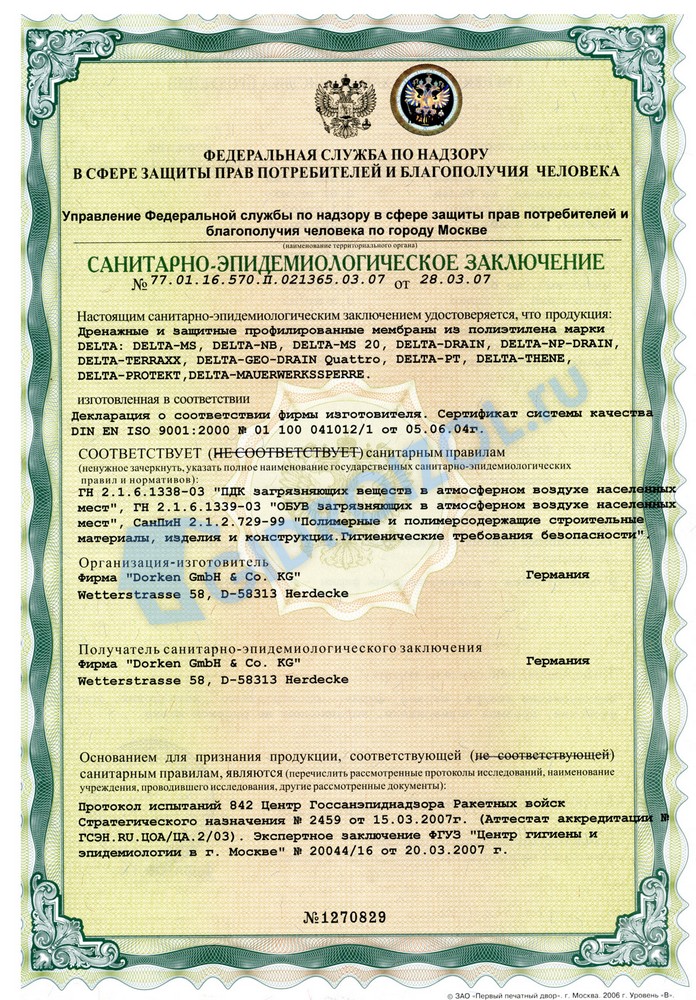 ФЕДЕРАЛЬНАЯ СЛУЖБА ПО НАДЗОРУ
В СФЕРЕ ЗАЩИТЫ ПРАВ ПОТРЕБИТЕЛЕЙ И БЛАГОПОЛУЧИЯ ЧЕЛОВЕКА
Управление Федеральной службы по надзору в сфере защиты прав потребителей и
благополучия человека по городу Москве
(наименование территориального органа)
САНИТАРНО-ЭПИДЕМИОЛОГИЧЕСКОЕ ЗАКЛЮЧЕНИЕ
№ 77.01.16.570.П.021365.03.07 от 28.03.07
Настоящим санитарно-эпидемиологическим заключением удостоверяется, что продукция:
Дренажные и защитные профилированные мембраны из полиэтилена марки
DELTA: DELTA-MS, DELTA-NB, DELTA-MS 20, DELTA-DRAIN, DELTA-NP-DRAIN,
DELTA-TERRAXX, DELTA-GEO-DRAIN Quattro, DELTA-PT, DELTA-THENE,
DELTA-PROTEKT,DELTA-MAUERWERKSSPERRE.
изготовленная в соответствии
Декларация о соответствии фирмы изготовителя. Сертификат системы качества
DIN EN ISO 9001:2000 № 01 100 041012/1 от 05.06.04г.
СООТВЕТСТВУЕТ (НЕ СООТВЕТСТВУЕТ) санитарным правилам
(ненужное зачеркнуть, указать полное наименование государственных санитарно-эпидемиологических
правил и нормативов):
ГН 2.1.6.1338-03 "ПДК загрязняющих веществ в атмосферном воздухе населенных
мест", ГН 2.1.6.1339-03 "ОБУВ загрязняющих в атмосферном воздухе населенных
мест", СанПиН 2.1.2.729-99 "Полимерные и полимерсодержащие строительные
материалы, изделия и конструкции.Гигиенические требования безопасности",
Организация-изготовитель
Фирма "Dorken GmbH & Co. KG" Германия
Wetterstrasse 58, D-58313 Herdecke
Получатель санитарно-эпидемиологического заключения
Фирма "Dorken GmbH & Co. KG" Германия
Wetterstrasse 58, D-58313 Herdecke
Основанием для признания продукции, соответствующей (не соответствующей)
санитарным правилам, являются (перечислить рассмотренные протоколы исследований, наименование
учреждения, проводившего исследования, другие рассмотренные документы):
Протокол испытаний 842 Центр Госсанэпиднадзора Ракетных войск
Стратегического назначения № 2459 от 15.03.2007г. (Аттестат аккредитации №
ГСЭН.RU.ЦОА/ЦА.2/03). Экспертное заключение ФГУЗ "Центр гигиены и
эпидемиологии в г. Москве" № 20044/16 от 20.03.2007 г.
№1270829
© ЗАО «Первый печатный двор». г. Москва. 2006 г. Уровень «В».